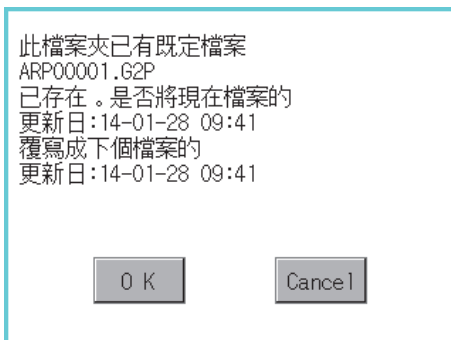 此檔案夾已有既定檔案
ARP00001.G2P
已存在。是否將現在檔案的
更新日:14-01-28 09:41
覆寫成下個檔案的
更新日:14-01-28 09:41
OK
Cancel